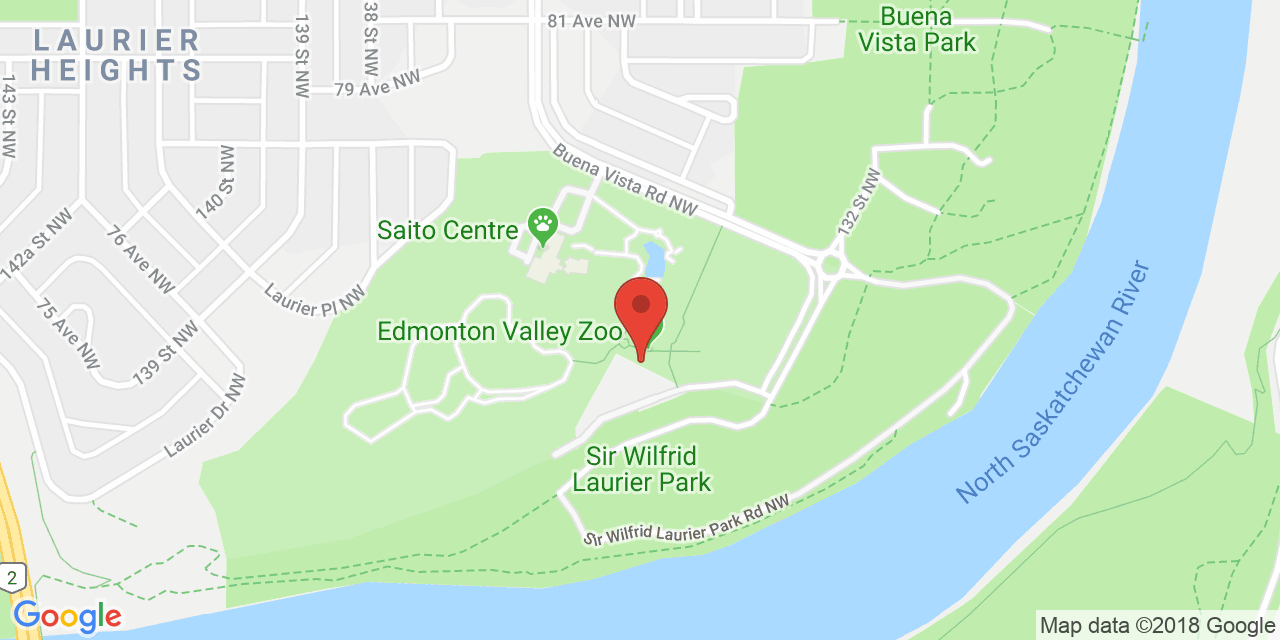 81 Ave NW
Buena
Vista Park
LAURIER
HEIGHTS
139 St NW
38 St NW
79 Ave NW
143 St NW
Buena Vista Rd NW
140 St NW
132 St NW
Saito Centre
142a St NW
76 Ave NW
Laurier Pl NW
75 Ave NW
139 St NW
Edmonton Valley Zoo
North Saskatchewan River
Laurier Dr NW
Sir Wilfrid
Laurier Park
Sir Wilfrid Laurier Park Rd NW
2
Google
Map data ©2018 Google